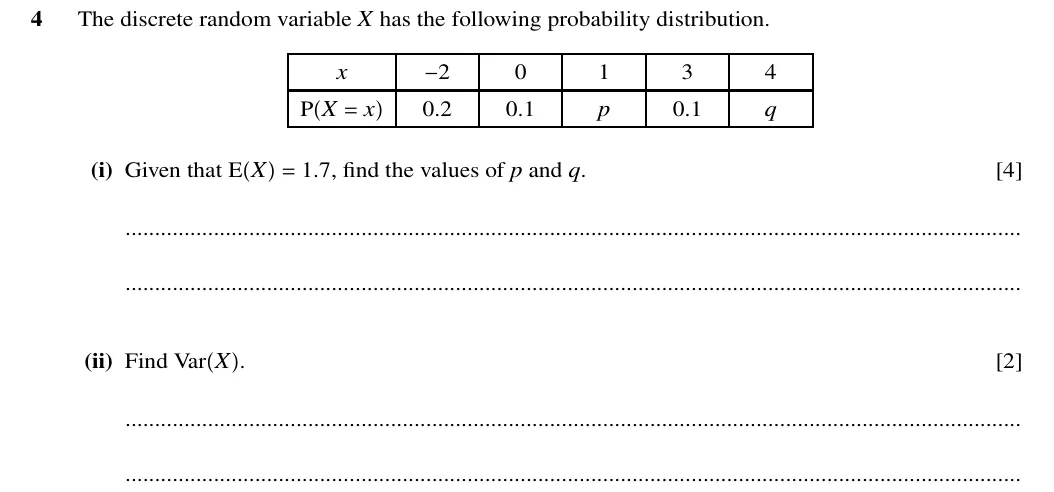 4 The discrete random variable X has the following probability distribution.
x −2 0 1 3 4
P(X = x) 0.2 0.1 p 0.1 q
(i) Given that E(X) = 1.7, find the values of p and q. [4]
(ii) Find Var(X). [2]